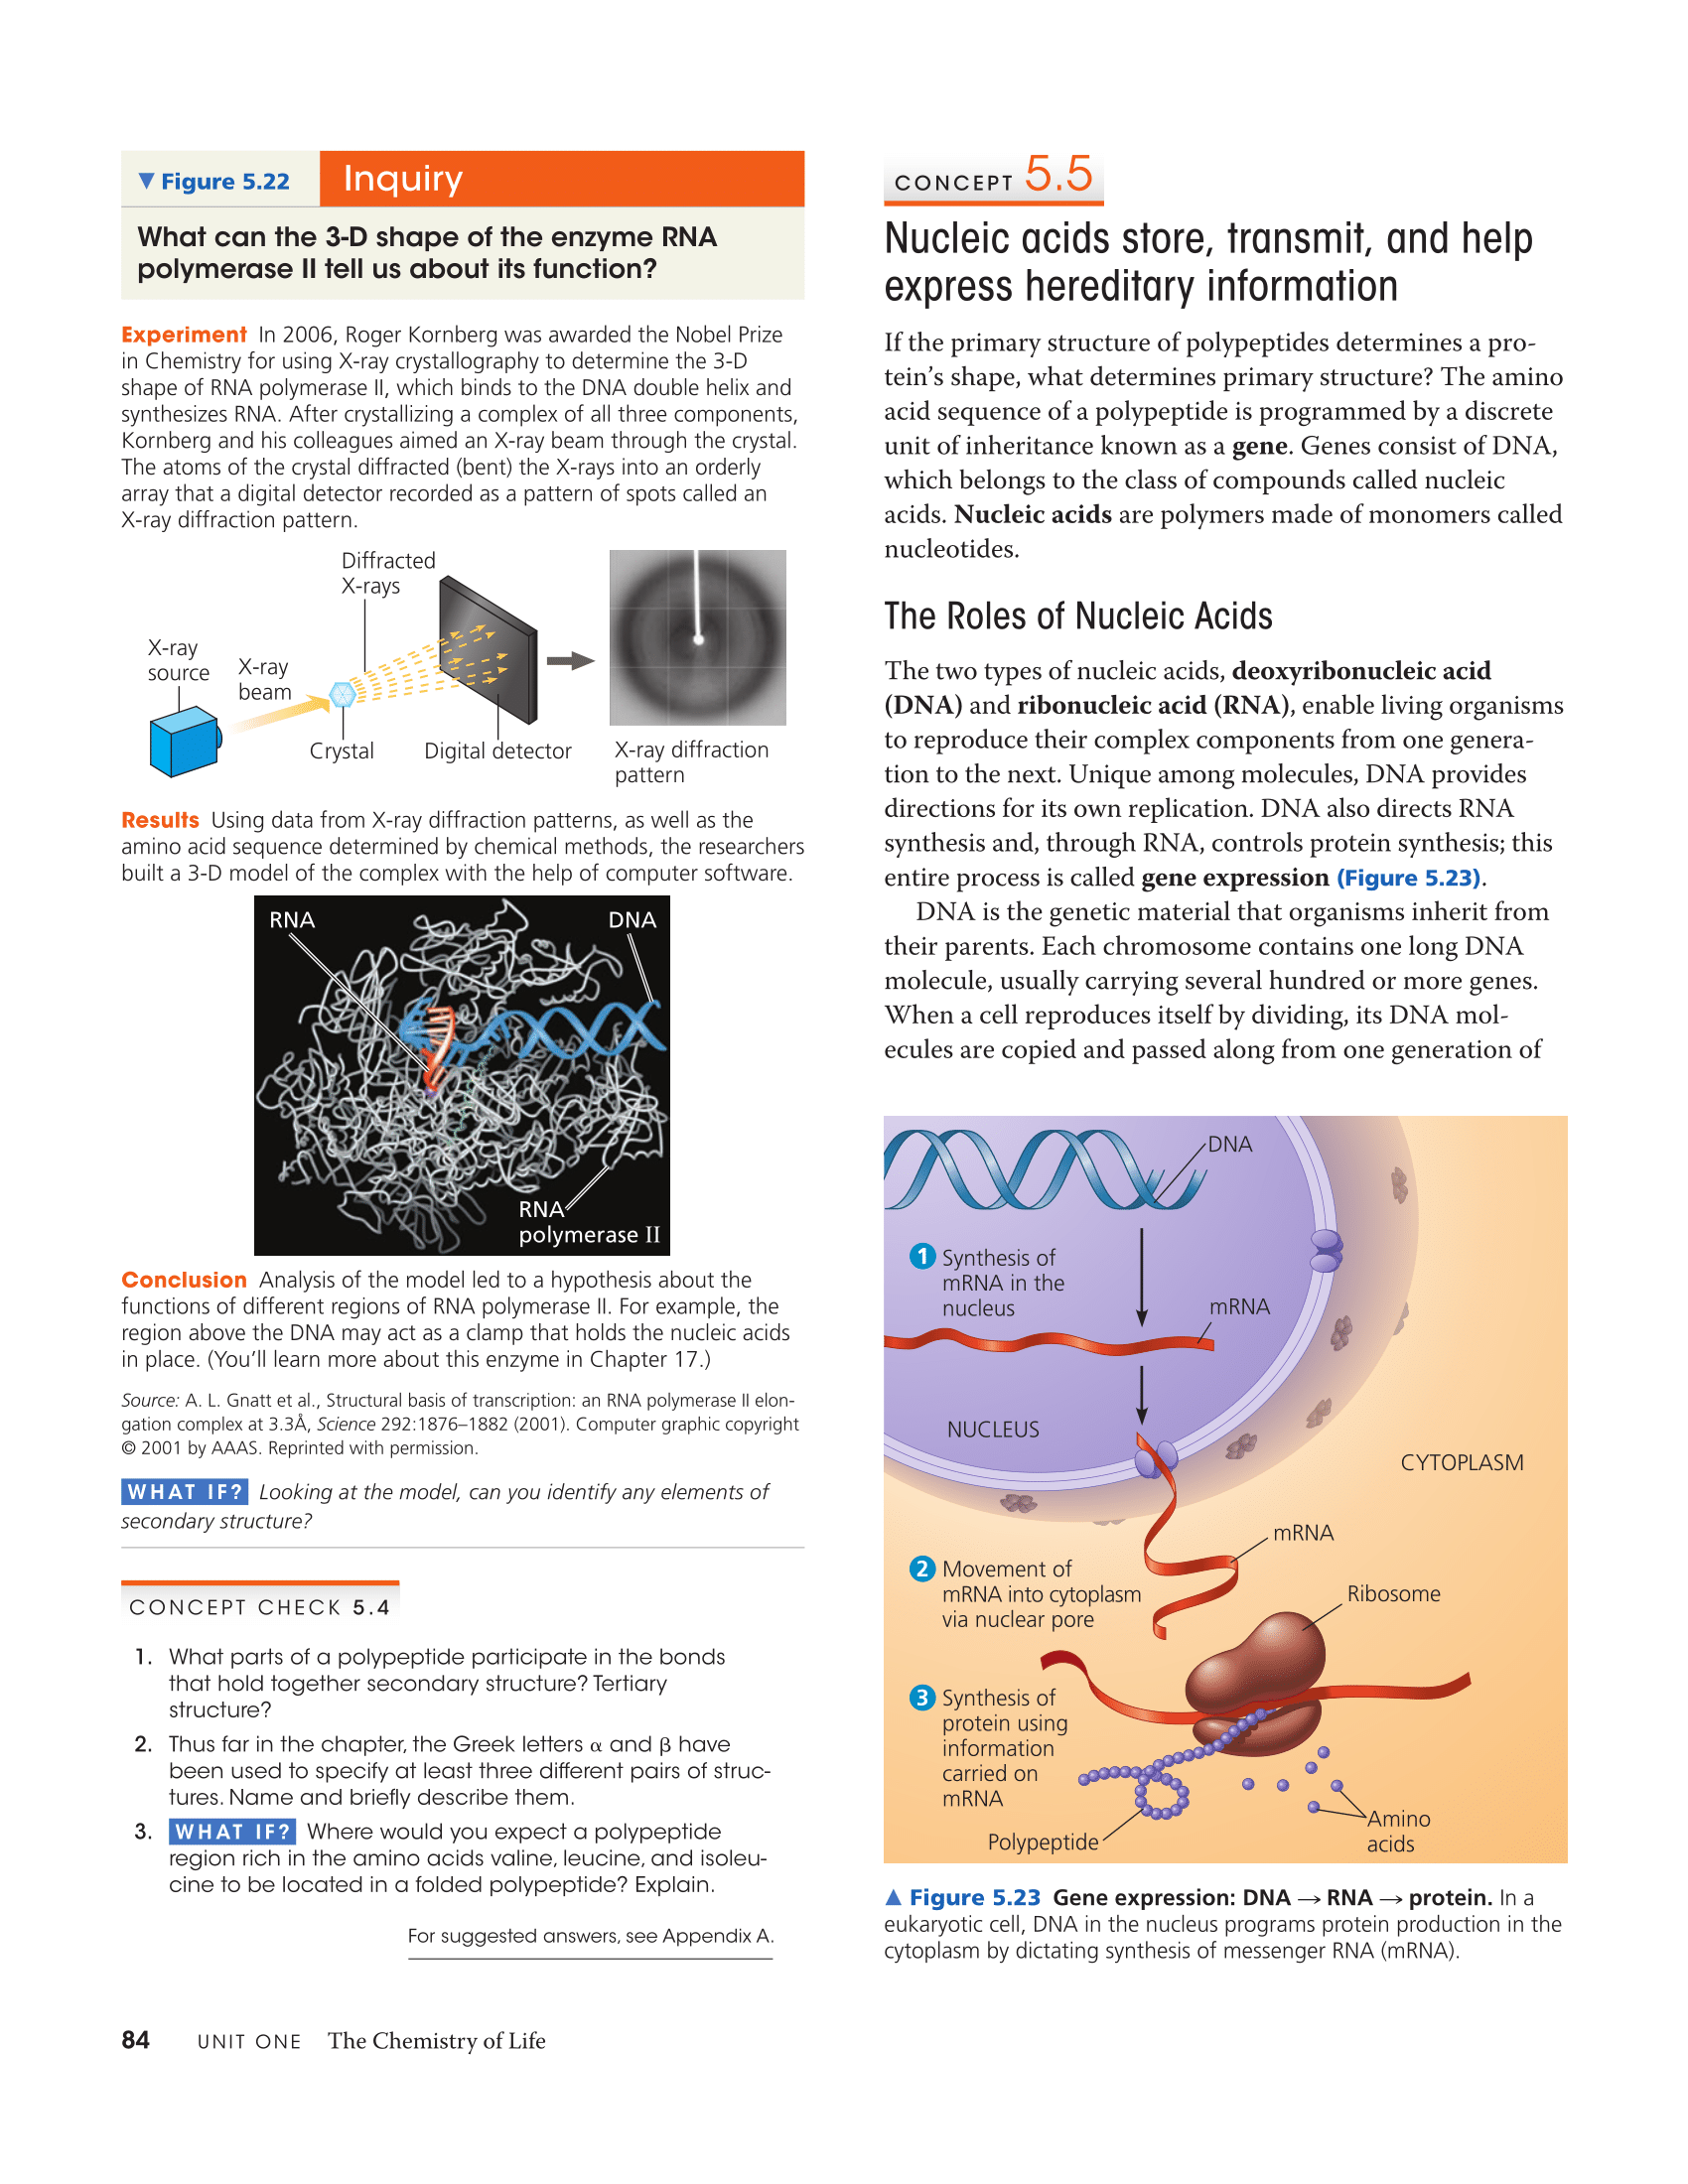 ▼ Figure 5.22 Inquiry
What can the 3-D shape of the enzyme RNA
polymerase II tell us about its function?
Experiment In 2006, Roger Kornberg was awarded the Nobel Prize
in Chemistry for using X-ray crystallography to determine the 3-D
shape of RNA polymerase II, which binds to the DNA double helix and
synthesizes RNA. After crystallizing a complex of all three components,
Kornberg and his colleagues aimed an X-ray beam through the crystal.
The atoms of the crystal diffracted (bent) the X-rays into an orderly
array that a digital detector recorded as a pattern of spots called an
X-ray diffraction pattern.
Diffracted
X-rays
X-ray
source
X-ray
beam
Crystal
Digital detector
X-ray diffraction
pattern
Results Using data from X-ray diffraction patterns, as well as the
amino acid sequence determined by chemical methods, the researchers
built a 3-D model of the complex with the help of computer software.
RNA
DNA
RNA
polymerase II
Conclusion Analysis of the model led to a hypothesis about the
functions of different regions of RNA polymerase II. For example, the
region above the DNA may act as a clamp that holds the nucleic acids
in place. (You'll learn more about this enzyme in Chapter 17.)
Source: A. L. Gnatt et al., Structural basis of transcription: an RNA polymerase II elon-
gation complex at 3.3Å, Science 292:1876–1882 (2001). Computer graphic copyright
© 2001 by AAAS. Reprinted with permission.
WHAT IF? Looking at the model, can you identify any elements of
secondary structure?
CONCEPT CHECK 5.4
1. What parts of a polypeptide participate in the bonds
that hold together secondary structure? Tertiary
structure?
2. Thus far in the chapter, the Greek letters α and β have
been used to specify at least three different pairs of struc-
tures. Name and briefly describe them.
3. WHAT IF? Where would you expect a polypeptide
region rich in the amino acids valine, leucine, and isoleu-
cine to be located in a folded polypeptide? Explain.
For suggested answers, see Appendix A.
CONCEPT 5.5
Nucleic acids store, transmit, and help
express hereditary information
If the primary structure of polypeptides determines a pro-
tein's shape, what determines primary structure? The amino
acid sequence of a polypeptide is programmed by a discrete
unit of inheritance known as a gene. Genes consist of DNA,
which belongs to the class of compounds called nucleic
acids. Nucleic acids are polymers made of monomers called
nucleotides.
The Roles of Nucleic Acids
The two types of nucleic acids, deoxyribonucleic acid
(DNA) and ribonucleic acid (RNA), enable living organisms
to reproduce their complex components from one genera-
tion to the next. Unique among molecules, DNA provides
directions for its own replication. DNA also directs RNA
synthesis and, through RNA, controls protein synthesis; this
entire process is called gene expression (Figure 5.23).
DNA is the genetic material that organisms inherit from
their parents. Each chromosome contains one long DNA
molecule, usually carrying several hundred or more genes.
When a cell reproduces itself by dividing, its DNA mol-
ecules are copied and passed along from one generation of
DNA
1 Synthesis of
mRNA in the
nucleus
mRNA
NUCLEUS
CYTOPLASM
mRNA
2 Movement of
mRNA into cytoplasm
via nuclear pore
Ribosome
3 Synthesis of
protein using
information
carried on
mRNA
Polypeptide
Amino
acids
▲ Figure 5.23 Gene expression: DNA → RNA → protein. In a
eukaryotic cell, DNA in the nucleus programs protein production in the
cytoplasm by dictating synthesis of messenger RNA (mRNA).
84 UNIT ONE The Chemistry of Life